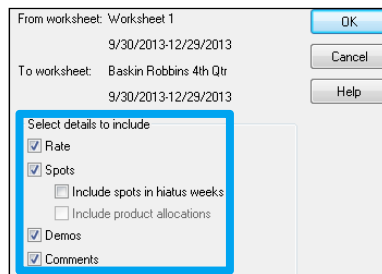 From worksheet: Worksheet 1
9/30/2013-12/29/2013
To worksheet: Baskin Robbins 4th Qtr
9/30/2013-12/29/2013
OK
Cancel
Help
Select details to include
Rate
Spots
Include spots in hiatus weeks
Include product allocations
Demos
Comments